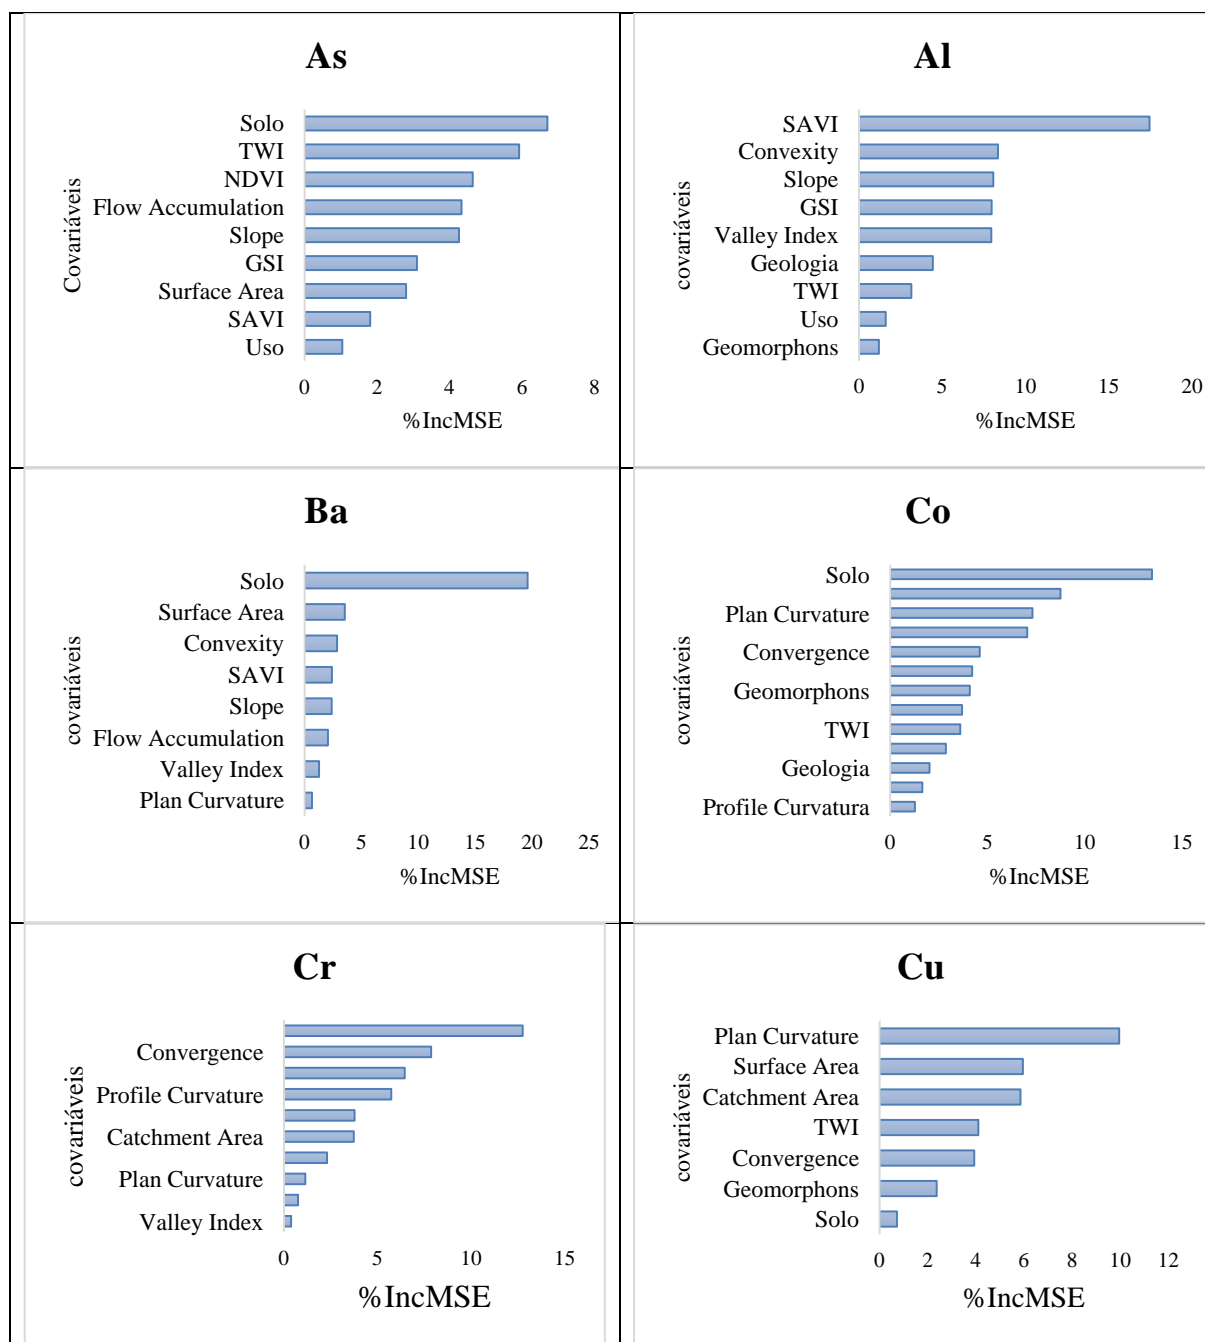 As
Covariáveis
Solo
TWI
NDVI
Flow Accumulation
Slope
GSI
Surface Area
SAVI
Uso
0 2 4 6 8
%IncMSE
Al
covariáveis
SAVI
Convexity
Slope
GSI
Valley Index
Geologia
TWI
Uso
Geomorphons
0 5 10 15 20
%IncMSE
Ba
covariáveis
Solo
Surface Area
Convexity
SAVI
Slope
Flow Accumulation
Valley Index
Plan Curvature
0 5 10 15 20 25
%IncMSE
Co
covariáveis
Solo
Plan Curvature
Convergence
Geomorphons
TWI
Geologia
Profile Curvatura
0 5 10 15
%IncMSE
Cr
covariáveis
Convergence
Profile Curvature
Catchment Area
Plan Curvature
Valley Index
0 5 10 15
%IncMSE
Cu
covariáveis
Plan Curvature
Surface Area
Catchment Area
TWI
Convergence
Geomorphons
Solo
0 2 4 6 8 10 12
%IncMSE